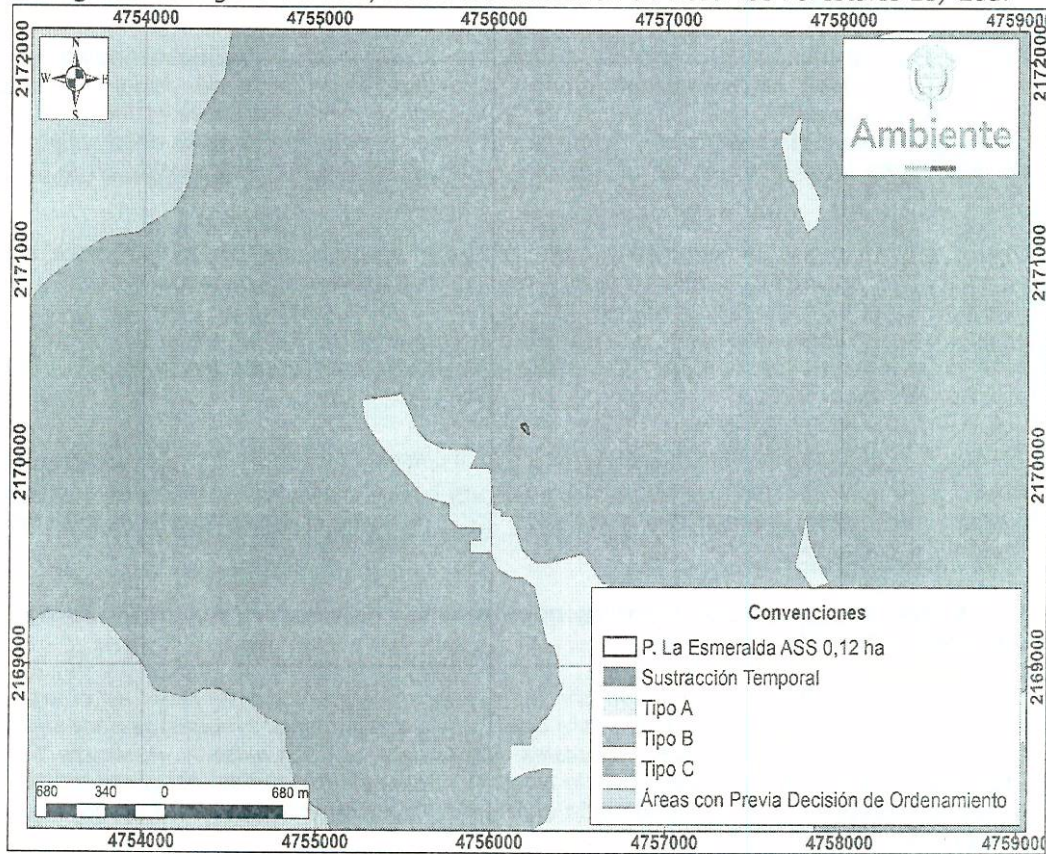 4754000 4755000 4756000 4757000 4758000 4759000
2172000
2172000
N
W E
S
Ambiente
2171000
2171000
2170000
2170000
Convenciones
P. La Esmeralda ASS 0,12 ha
Sustracción Temporal
Tipo A
Tipo B
Tipo C
Áreas con Previa Decisión de Ordenamiento
2169000
2169000
680 340 0 680 m
4754000 4755000 4756000 4757000 4758000 4759000